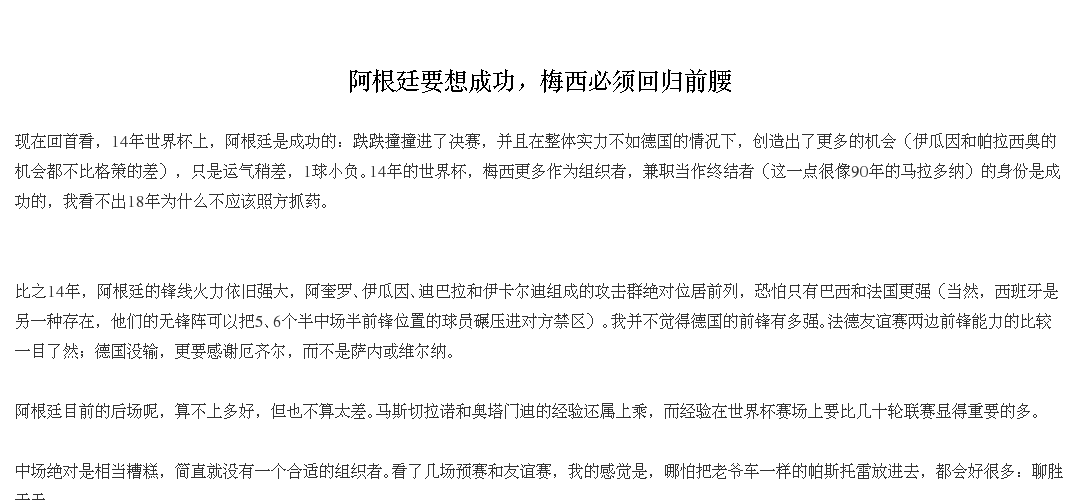 阿根廷要想成功，梅西必须回归前腰
现在回首看，14年世界杯上，阿根廷是成功的：跌跌撞撞进了决赛，并且在整体实力不如德国的情况下，创造出了更多的机会（伊瓜因和帕拉西奥的
机会都不比格策的差），只是运气稍差，1球小负。14年的世界杯，梅西更多作为组织者，兼职当作终结者（这一点很像90年的马拉多纳）的身份是成
功的，我看不出18年为什么不应该照方抓药。
比之14年，阿根廷的锋线火力依旧强大，阿奎罗、伊瓜因、迪巴拉和伊卡尔迪组成的攻击群绝对位居前列，恐怕只有巴西和法国更强（当然，西班牙是
另一种存在，他们的无锋阵可以把5、6个半中场半前锋位置的球员碾压进对方禁区）。我并不觉得德国的前锋有多强。法德友谊赛两边前锋能力的比较
一目了然；德国没输，更要感谢厄齐尔，而不是萨内或维尔纳。
阿根廷目前的后场呢，算不上多好，但也不算太差。马斯切拉诺和奥塔门迪的经验还属上乘，而经验在世界杯赛场上要比几十轮联赛显得重要的多。
中场绝对是相当糟糕，简直就没有一个合适的组织者。看了几场预赛和友谊赛，我的感觉是，哪怕把老爷车一样的帕斯托雷放进去，都会好很多：聊胜